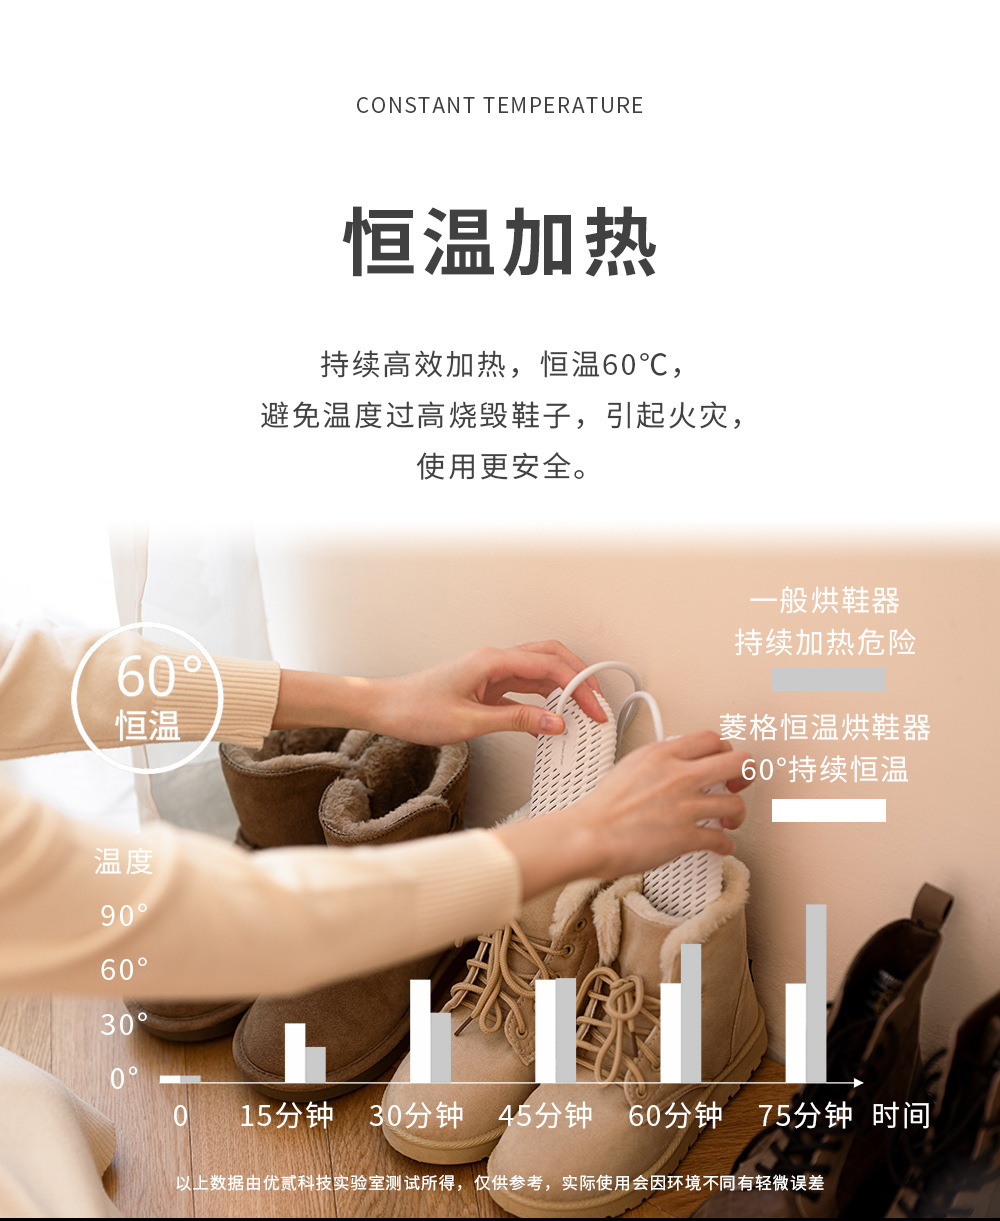 CONSTANT TEMPERATURE
恒温加热
持续高效加热，恒温60℃，
避免温度过高烧毁鞋子，引起火灾，
使用更安全。
一般烘鞋器
持续加热危险
60°
恒温
菱格恒温烘鞋器
60°持续恒温
温度
90°
60°
30°
0°
0 15分钟 30分钟 45分钟 60分钟 75分钟 时间
以上数据由优贰科技实验室测试所得，仅供参考，实际使用会因环境不同有轻微误差